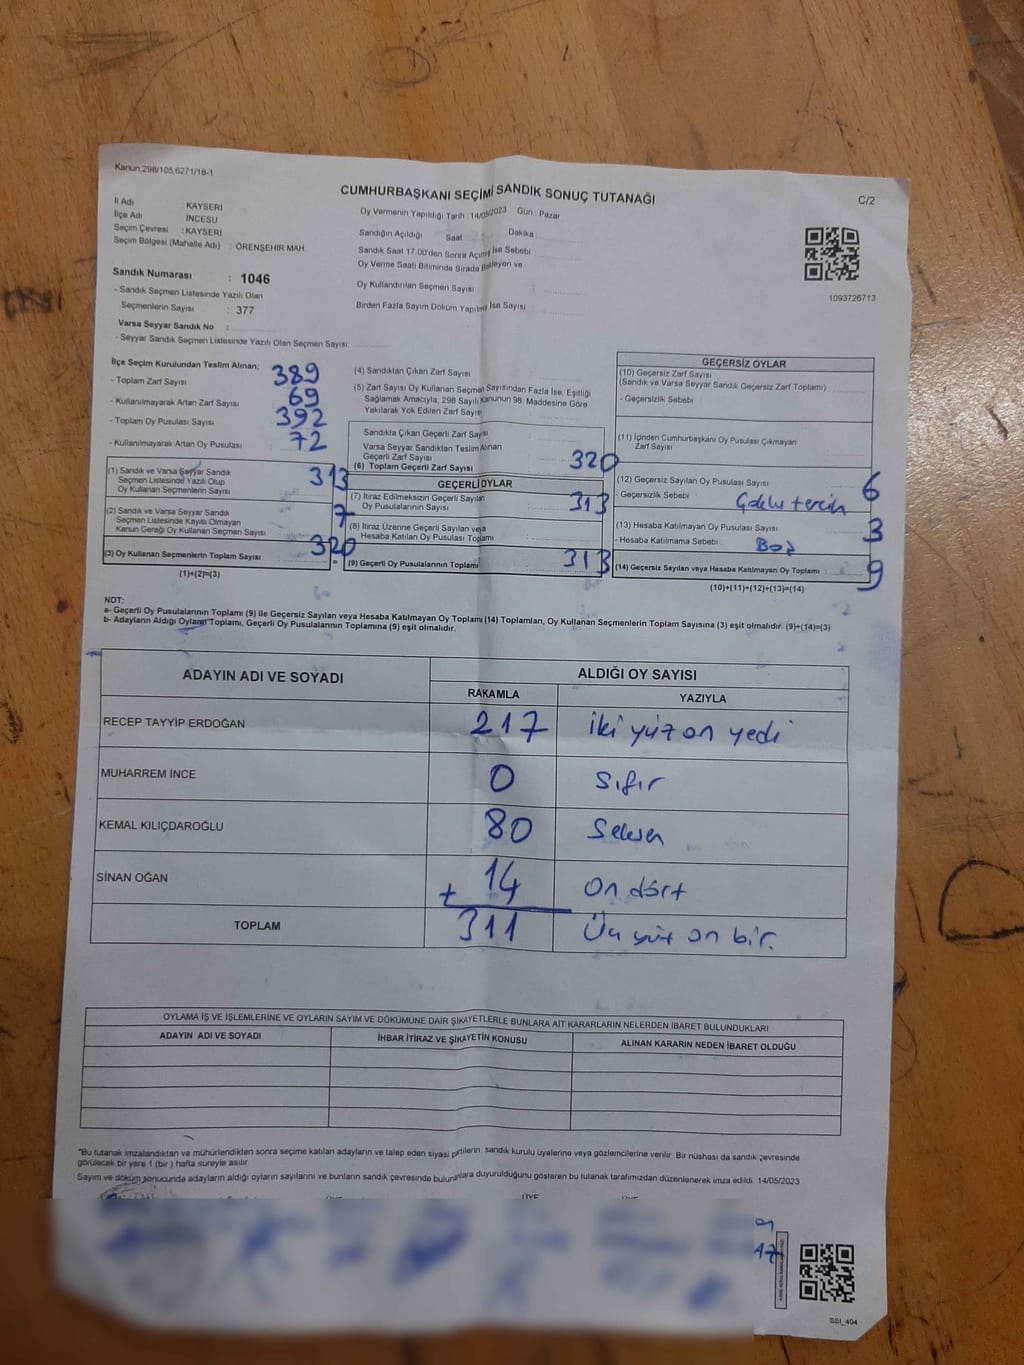 Kanun,298/105,6271/18-1
CUMHURBAŞKANI SEÇİMİ SANDIK SONUÇ TUTANAĞI
C/2
İl Adı : KAYSERİ
İlçe Adı İNCESU
Seçim Çevresi : KAYSERİ
Seçim Bölgesi (Mahalle Adı) : ÖRENŞEHİR MAH.
Oy Vermenin Yapıldığı Tarih : 14/05/2023 Gün : Pazar
Sandığın Açıldığı Saat Dakika
Sandık Saat 17.00'den Sonra Açılmış İse Sebebi
Oy Verme Saati Bitiminde Sırada Bekleyen ve
Oy Kullandırılan Seçmen Sayısı :
Birden Fazla Sayım Döküm Yapılmış İse Sayısı :
1093726713
Sandık Numarası : 1046
- Sandık Seçmen Listesinde Yazılı Olan
Seçmenlerin Sayısı : 377
Varsa Seyyar Sandık No :
- Seyyar Sandık Seçmen Listesinde Yazılı Olan Seçmen Sayısı:
İlçe Seçim Kurulundan Teslim Alınan;
- Toplam Zarf Sayısı 389
- Kullanılmayarak Artan Zarf Sayısı 69
- Toplam Oy Pusulası Sayısı 392
- Kullanılmayarak Artan Oy Pusulası 72
(1) Sandık ve Varsa Seyyar Sandık
Seçmen Listesinde Yazılı Olup
Oy Kullanan Seçmenlerin Sayısı 313
(2) Sandık ve Varsa Seyyar Sandık
Seçmen Listesinde Kayıtlı Olmayan
Kanun Gereği Oy Kullanan Seçmen Sayısı 7
(3) Oy Kullanan Seçmenlerin Toplam Sayısı 320
(1)+(2)=(3)
(4) Sandıktan Çıkan Zarf Sayısı
(5) Zarf Sayısı Oy Kullanan Seçmen Sayısından Fazla İse, Eşitliği
Sağlamak Amacıyla, 298 Sayılı Kanunun 98. Maddesine Göre
Yakılarak Yok Edilen Zarf Sayısı
Sandıkta Çıkan Geçerli Zarf Sayısı
Varsa Seyyar Sandıktan Teslim Alınan
Geçerli Zarf Sayısı
(6) Toplam Geçerli Zarf Sayısı 320
=
GEÇERLİ OYLAR
(7) İtiraz Edilmeksizin Geçerli Sayılan
Oy Pusulalarının Sayısı 313
(8) İtiraz Üzerine Geçerli Sayılan veya
Hesaba Katılan Oy Pusulası Toplamı
(9) Geçerli Oy Pusulalarının Toplamı 313
GEÇERSİZ OYLAR
(10) Geçersiz Zarf Sayısı
(Sandık ve Varsa Seyyar Sandık Geçersiz Zarf Toplamı)
- Geçersizlik Sebebi
(11) İçinden Cumhurbaşkanı Oy Pusulası Çıkmayan
Zarf Sayısı
(12) Geçersiz Sayılan Oy Pusulası Sayısı 6
- Geçersizlik Sebebi Çoklu tercih
(13) Hesaba Katılmayan Oy Pusulası Sayısı 3
- Hesaba Katılmama Sebebi Boş
(14) Geçersiz Sayılan veya Hesaba Katılmayan Oy Toplamı : 9
(10)+(11)+(12)+(13)=(14)
NOT:
a- Geçerli Oy Pusulalarının Toplamı (9) ile Geçersiz Sayılan veya Hesaba Katılmayan Oy Toplamı (14) Toplamları, Oy Kullanan Seçmenlerin Toplam Sayısına (3) eşit olmalıdır. (9)+(14)=(3)
b- Adayların Aldığı Oyların Toplamı, Geçerli Oy Pusulalarının Toplamına (9) eşit olmalıdır.
ADAYIN ADI VE SOYADI
ALDIĞI OY SAYISI
RAKAMLA YAZIYLA
RECEP TAYYİP ERDOĞAN 217 iki yüz on yedi
MUHARREM İNCE 0 Sıfır
KEMAL KILIÇDAROĞLU 80 Seksen
SİNAN OĞAN + 14 On dört
TOPLAM 311 Üç yüz on bir.
OYLAMA İŞ VE İŞLEMLERİNE VE OYLARIN SAYIM VE DÖKÜMÜNE DAİR ŞİKAYETLERLE BUNLARA AİT KARARLARIN NELERDEN İBARET BULUNDUKLARI
ADAYIN ADI VE SOYADI İHBAR İTİRAZ VE ŞİKAYETİN KONUSU ALINAN KARARIN NEDEN İBARET OLDUĞU
*Bu tutanak imzalandıktan ve mühürlendikten sonra seçime katılan adayların ve talep eden siyasi partilerin sandık kurulu üyelerine veya gözlemcilerine verilir. Bir nüshası da sandık çevresinde
görülecek bir yere 1 (bir) hafta süreyle asılır.
Sayım ve döküm sonucunda adayların aldığı oyların sayılarını ve bunların sandık çevresinde bulunanlara duyurulduğunu gösteren bu tutanak tarafımızdan düzenlenerek imza edildi. 14/05/2023
ÜYE ÜYE ÜYE
SSI_404